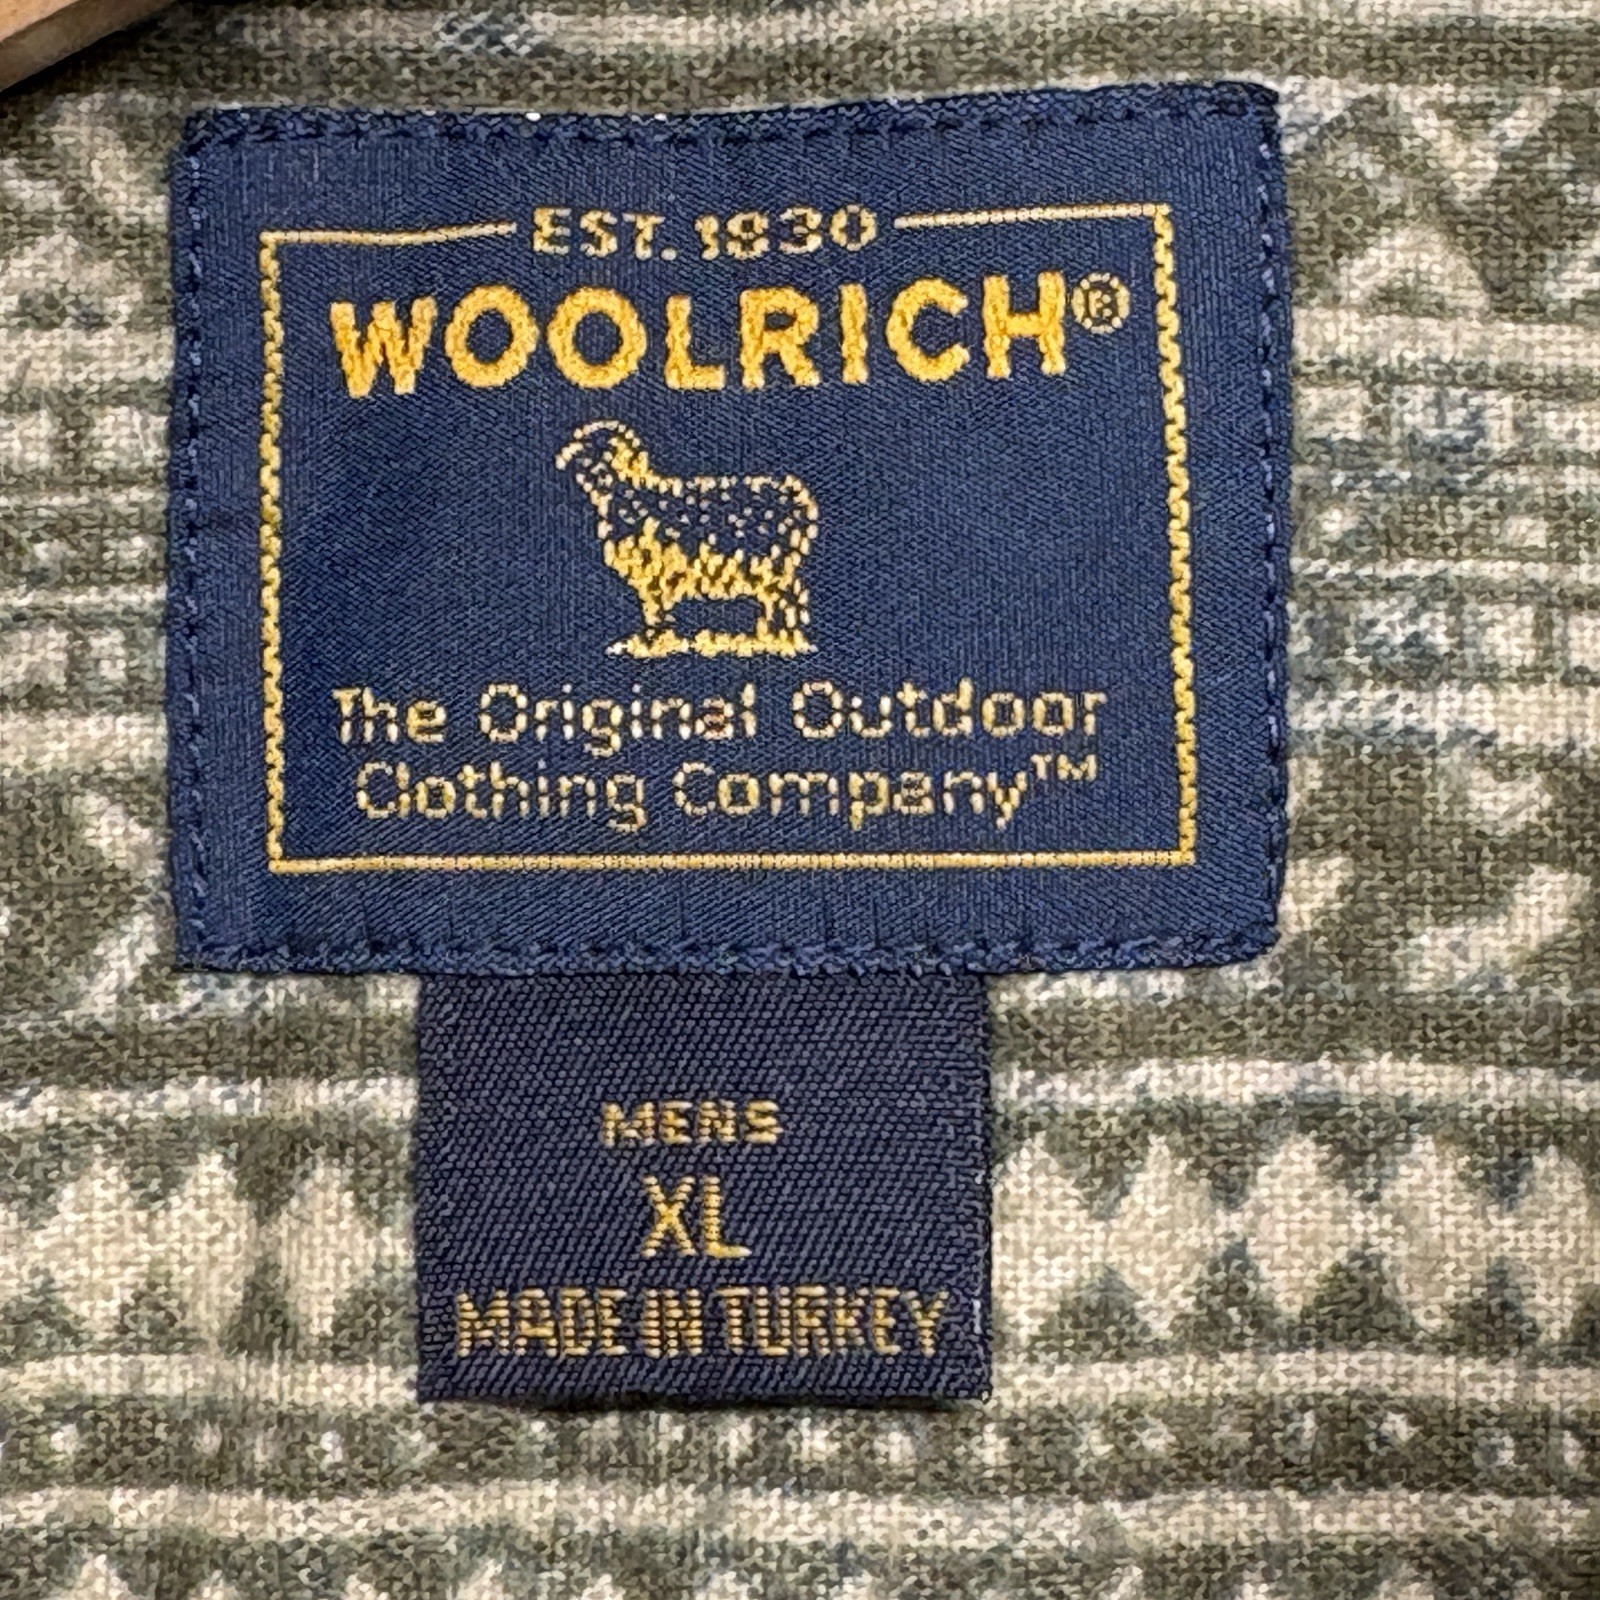 EST. 1830
WOOLRICH®
The Original Outdoor
Clothing Company™
MENS
XL
MADE IN TURKEY